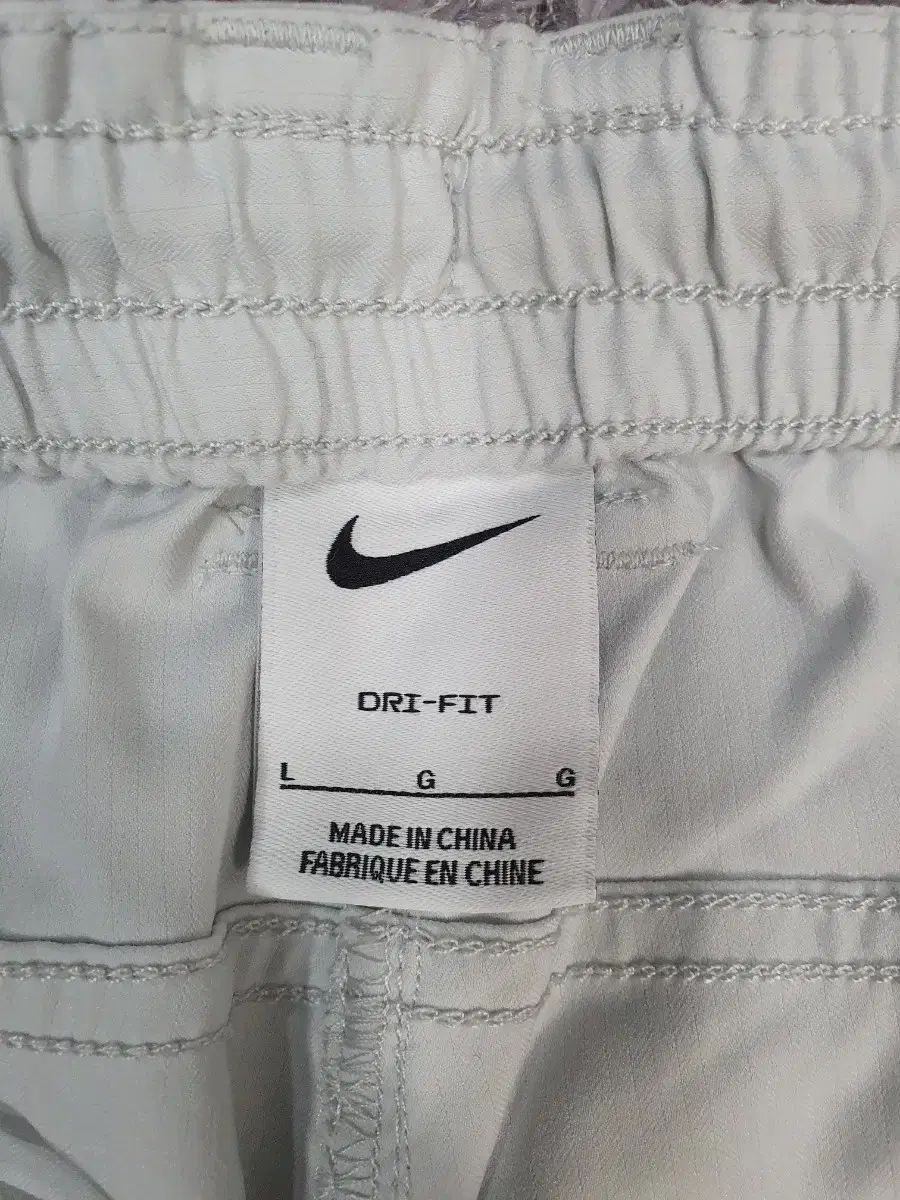 DRI-FIT
L G G
MADE IN CHINA
FABRIQUE EN CHINE